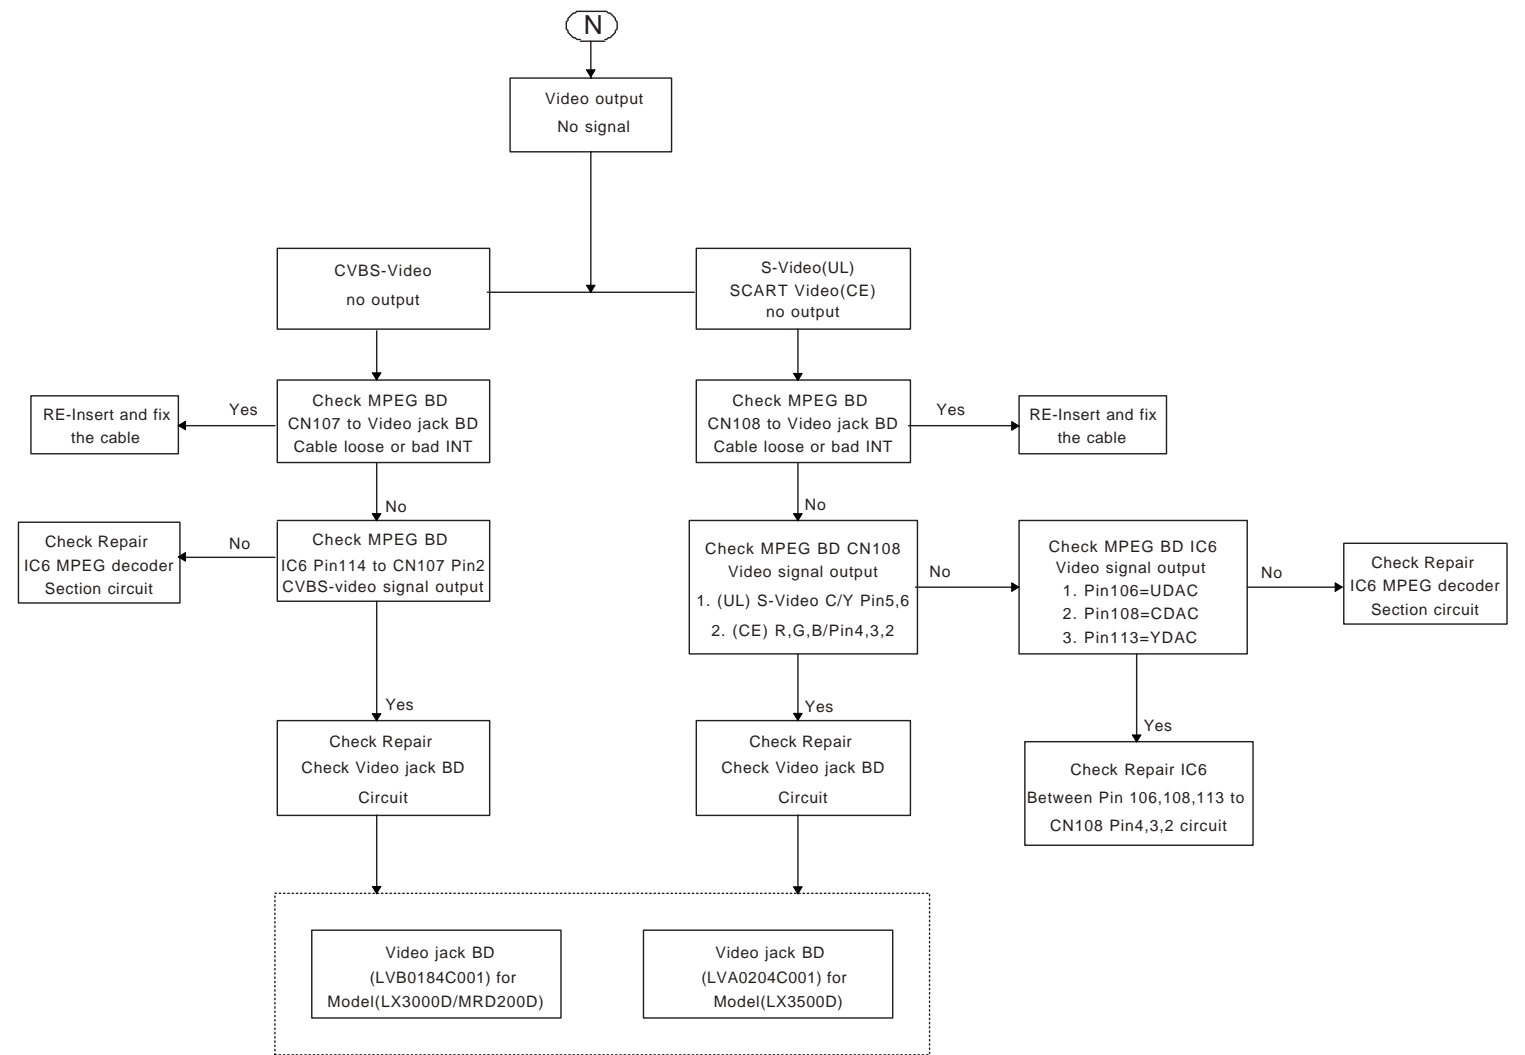 N
Video output
No signal
CVBS-Video
no output
S-Video(UL)
SCART Video(CE)
no output
RE-Insert and fix
the cable
Yes
Check MPEG BD
CN107 to Video jack BD
Cable loose or bad INT
Check MPEG BD
CN108 to Video jack BD
Cable loose or bad INT
Yes
RE-Insert and fix
the cable
No
No
Check Repair
IC6 MPEG decoder
Section circuit
No
Check MPEG BD
IC6 Pin114 to CN107 Pin2
CVBS-video signal output
Check MPEG BD CN108
Video signal output
1. (UL) S-Video C/Y Pin5,6
2. (CE) R,G,B/Pin4,3,2
No
Check MPEG BD IC6
Video signal output
1. Pin106=UDAC
2. Pin108=CDAC
3. Pin113=YDAC
No
Check Repair
IC6 MPEG decoder
Section circuit
Yes
Yes
Yes
Check Repair
Check Video jack BD
Circuit
Check Repair
Check Video jack BD
Circuit
Check Repair IC6
Between Pin 106,108,113 to
CN108 Pin4,3,2 circuit
Video jack BD
(LVB0184C001) for
Model(LX3000D/MRD200D)
Video jack BD
(LVA0204C001) for
Model(LX3500D)